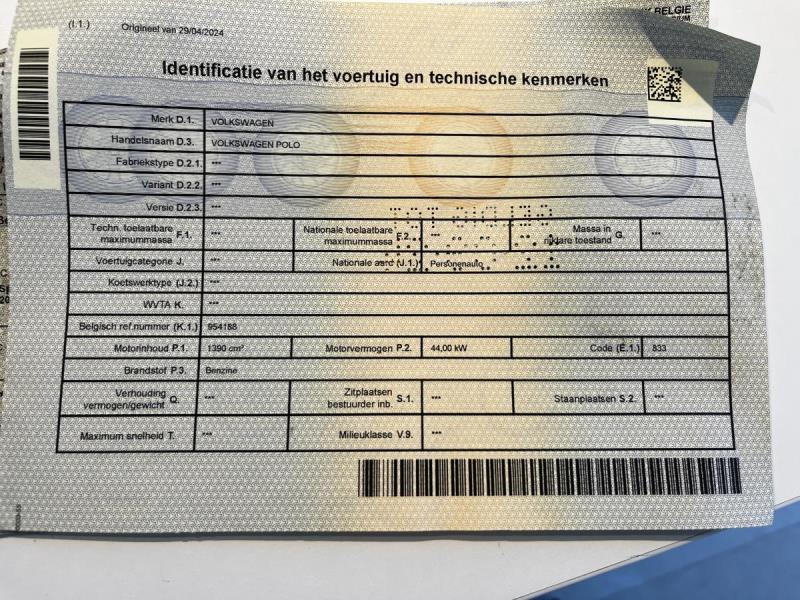 K BELGIE
(I.1.) Origineel van 29/04/2024
Identificatie van het voertuig en technische kenmerken
Merk D.1. VOLKSWAGEN
Handelsnaam D.3. VOLKSWAGEN POLO
Fabriekstype D.2.1. ***
Variant D.2.2. ***
Versie D.2.3. ***
Techn. toelaatbare maximummassa F.1. *** Nationale toelaatbare maximummassa F.2. *** Massa in rijklare toestand G. ***
Voertuigcategorie J. *** Nationale aard (J.1.) Personenauto
Koetswerktype (J.2.) ***
WVTA K. ***
Belgisch ref.nummer (K.1.) 954188
Motorinhoud P.1. 1390 cm³ Motorvermogen P.2. 44,00 kW Code (E.1.) 833
Brandstof P.3. Benzine
Verhouding vermogen/gewicht Q. *** Zitplaatsen bestuurder inb. S.1. *** Staanplaatsen S.2. ***
Maximum snelheid T. *** Milieuklasse V.9. ***